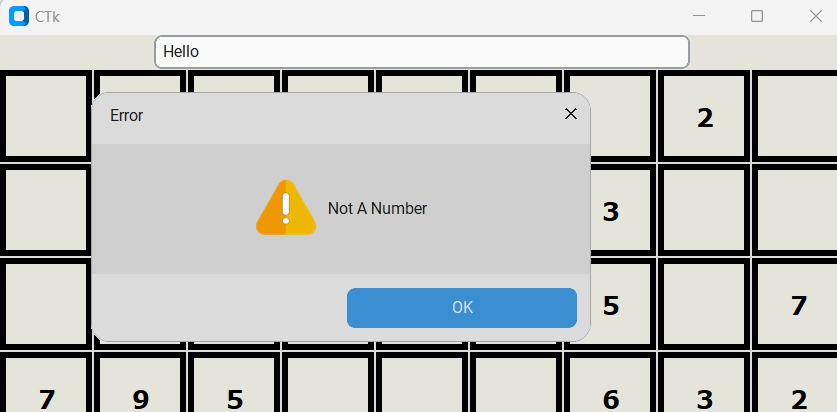 CTk
Hello
2
Error
Not A Number
3
OK
5 7
7 9 5 6 3 2